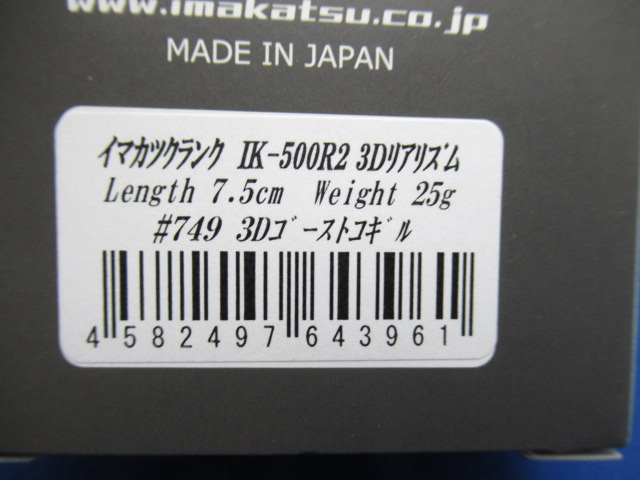 www.imakatsu.co.jp
MADE IN JAPAN
イマカツクランク IK-500R2 3Dリアリズム
Length 7.5cm Weight 25g
#749 3Dゴーストコギル
4 582497 643961